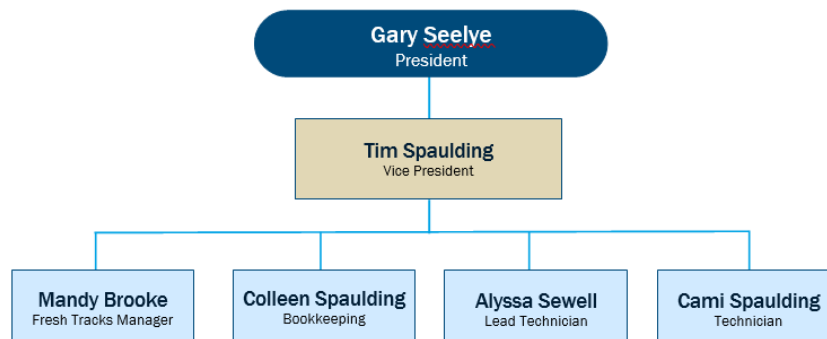 Gary Seelye
President
Tim Spaulding
Vice President
Mandy Brooke
Fresh Tracks Manager
Colleen Spaulding
Bookkeeping
Alyssa Sewell
Lead Technician
Cami Spaulding
Technician